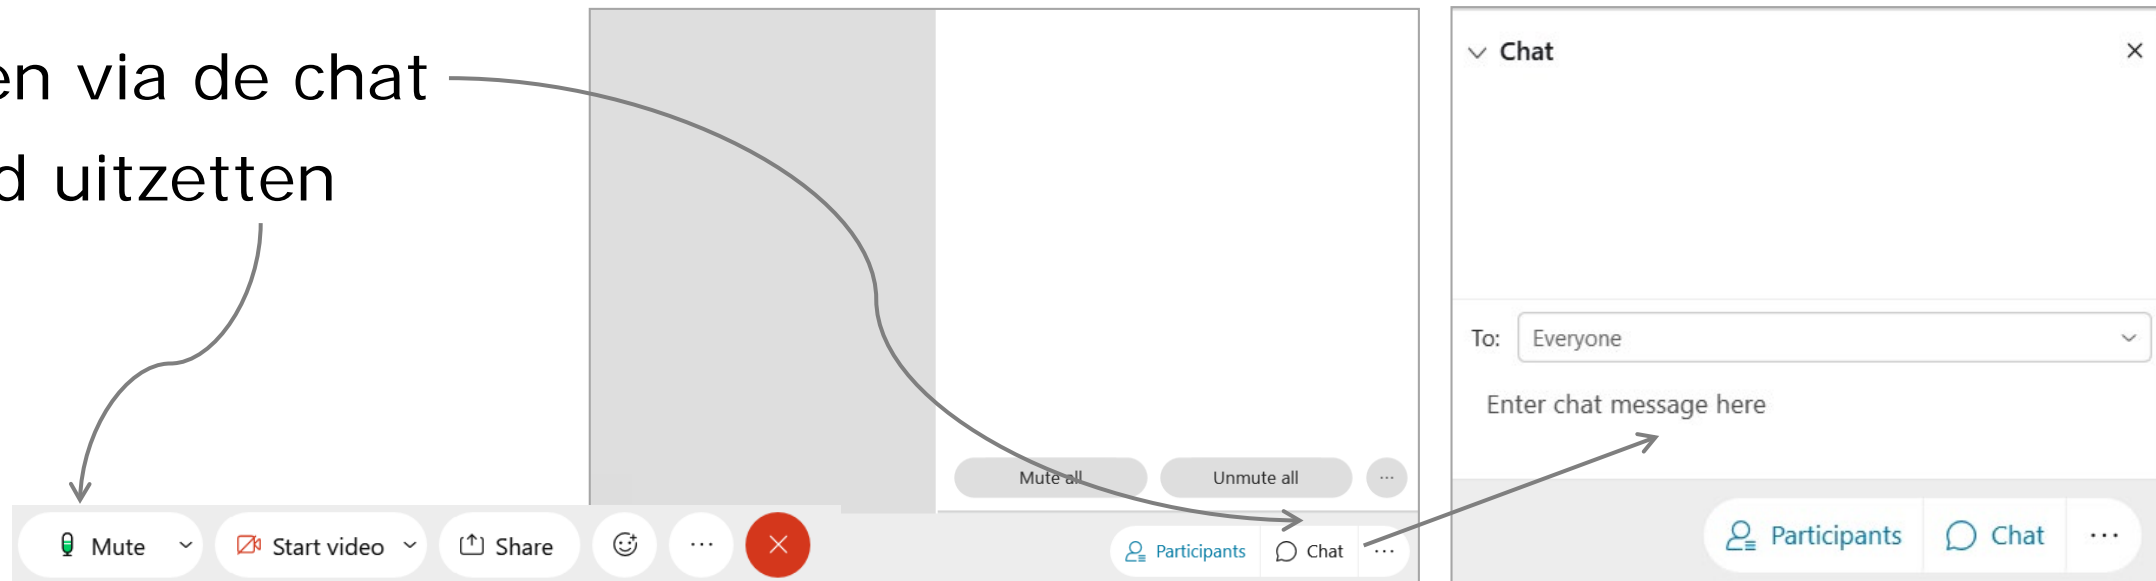 en via de chat
d uitzetten
Mute
Start video
Share
Mute all
Unmute all
Participants
Chat
Chat
To:
Everyone
Enter chat message here
Participants
Chat